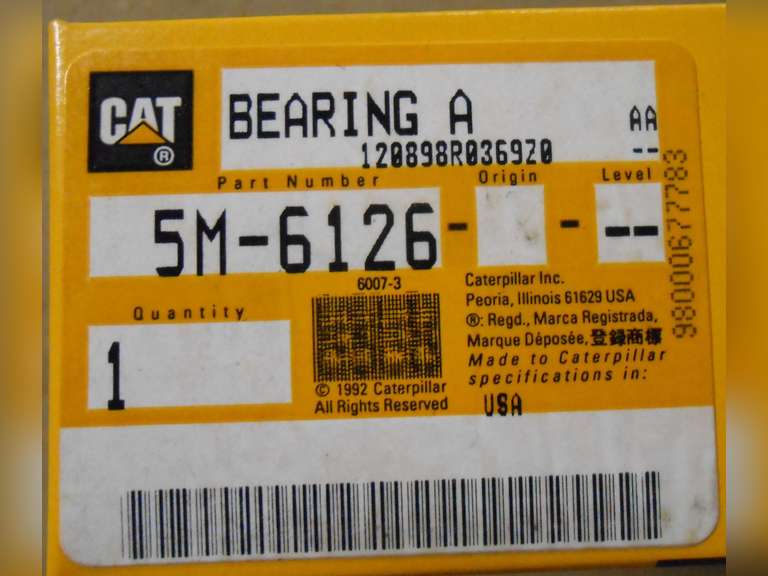 CAT
®
BEARING A AA
120898R0369Z0 --
Part Number Origin Level
5M-6126- - --
98000677783
Quantity
1
6007-3
© 1992 Caterpillar
All Rights Reserved
Caterpillar Inc.
Peoria, Illinois 61629 USA
®: Regd., Marca Registrada,
Marque Déposée, 登録商標
Made to Caterpillar
specifications in:
USA